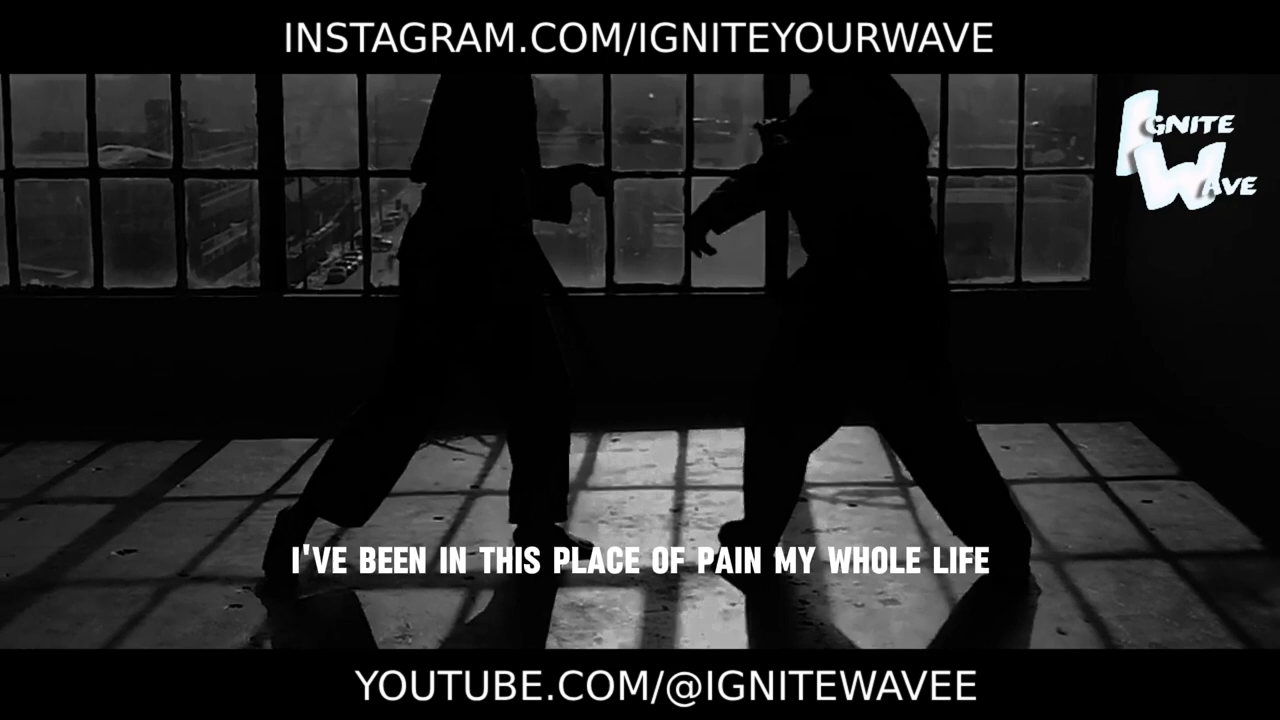 INSTAGRAM.COM/IGNITEYOURWAVE
IGNITE
WAVE
I'VE BEEN IN THIS PLACE OF PAIN MY WHOLE LIFE
YOUTUBE.COM/@IGNITEWAVEE